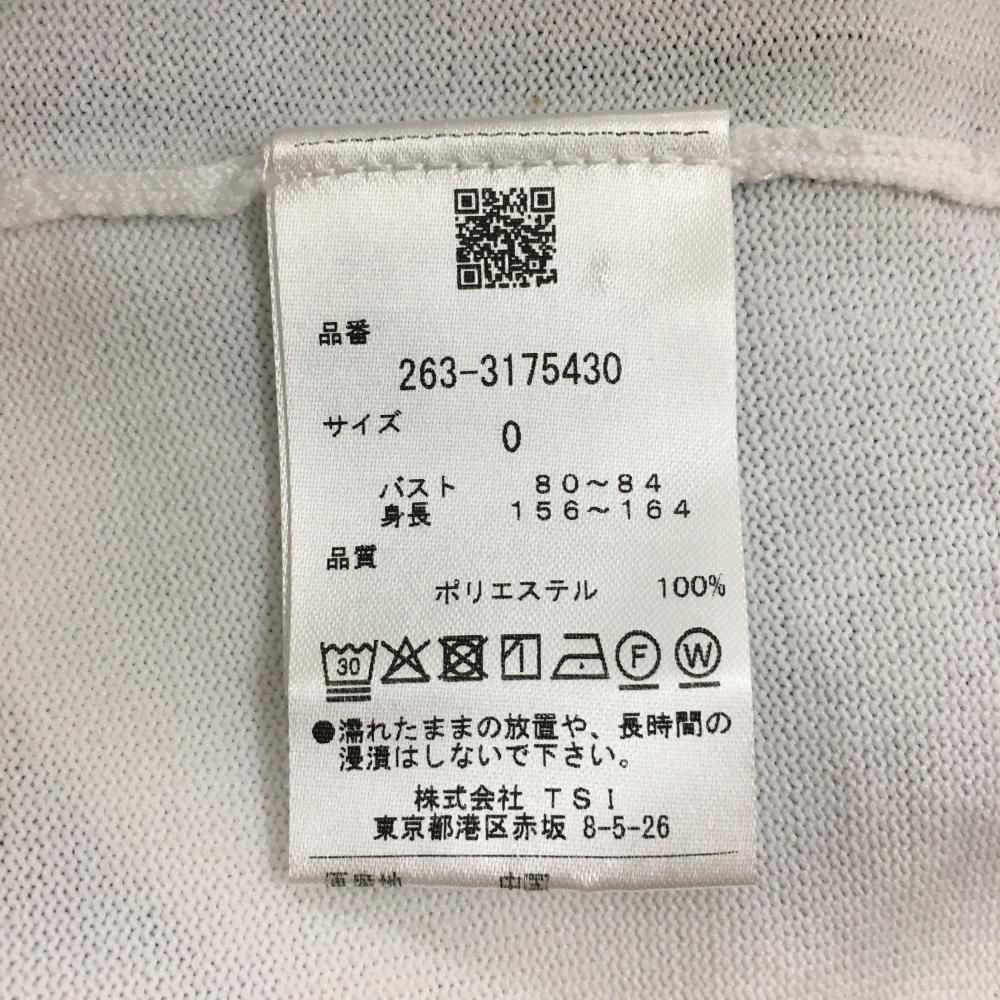 品番
263-3175430
サイズ 0
バスト 80~84
身長 156~164
品質
ポリエステル 100%
30 F W
●濡れたままの放置や、長時間の
浸漬はしないで下さい。
株式会社 TSI
東京都港区赤坂 8-5-26